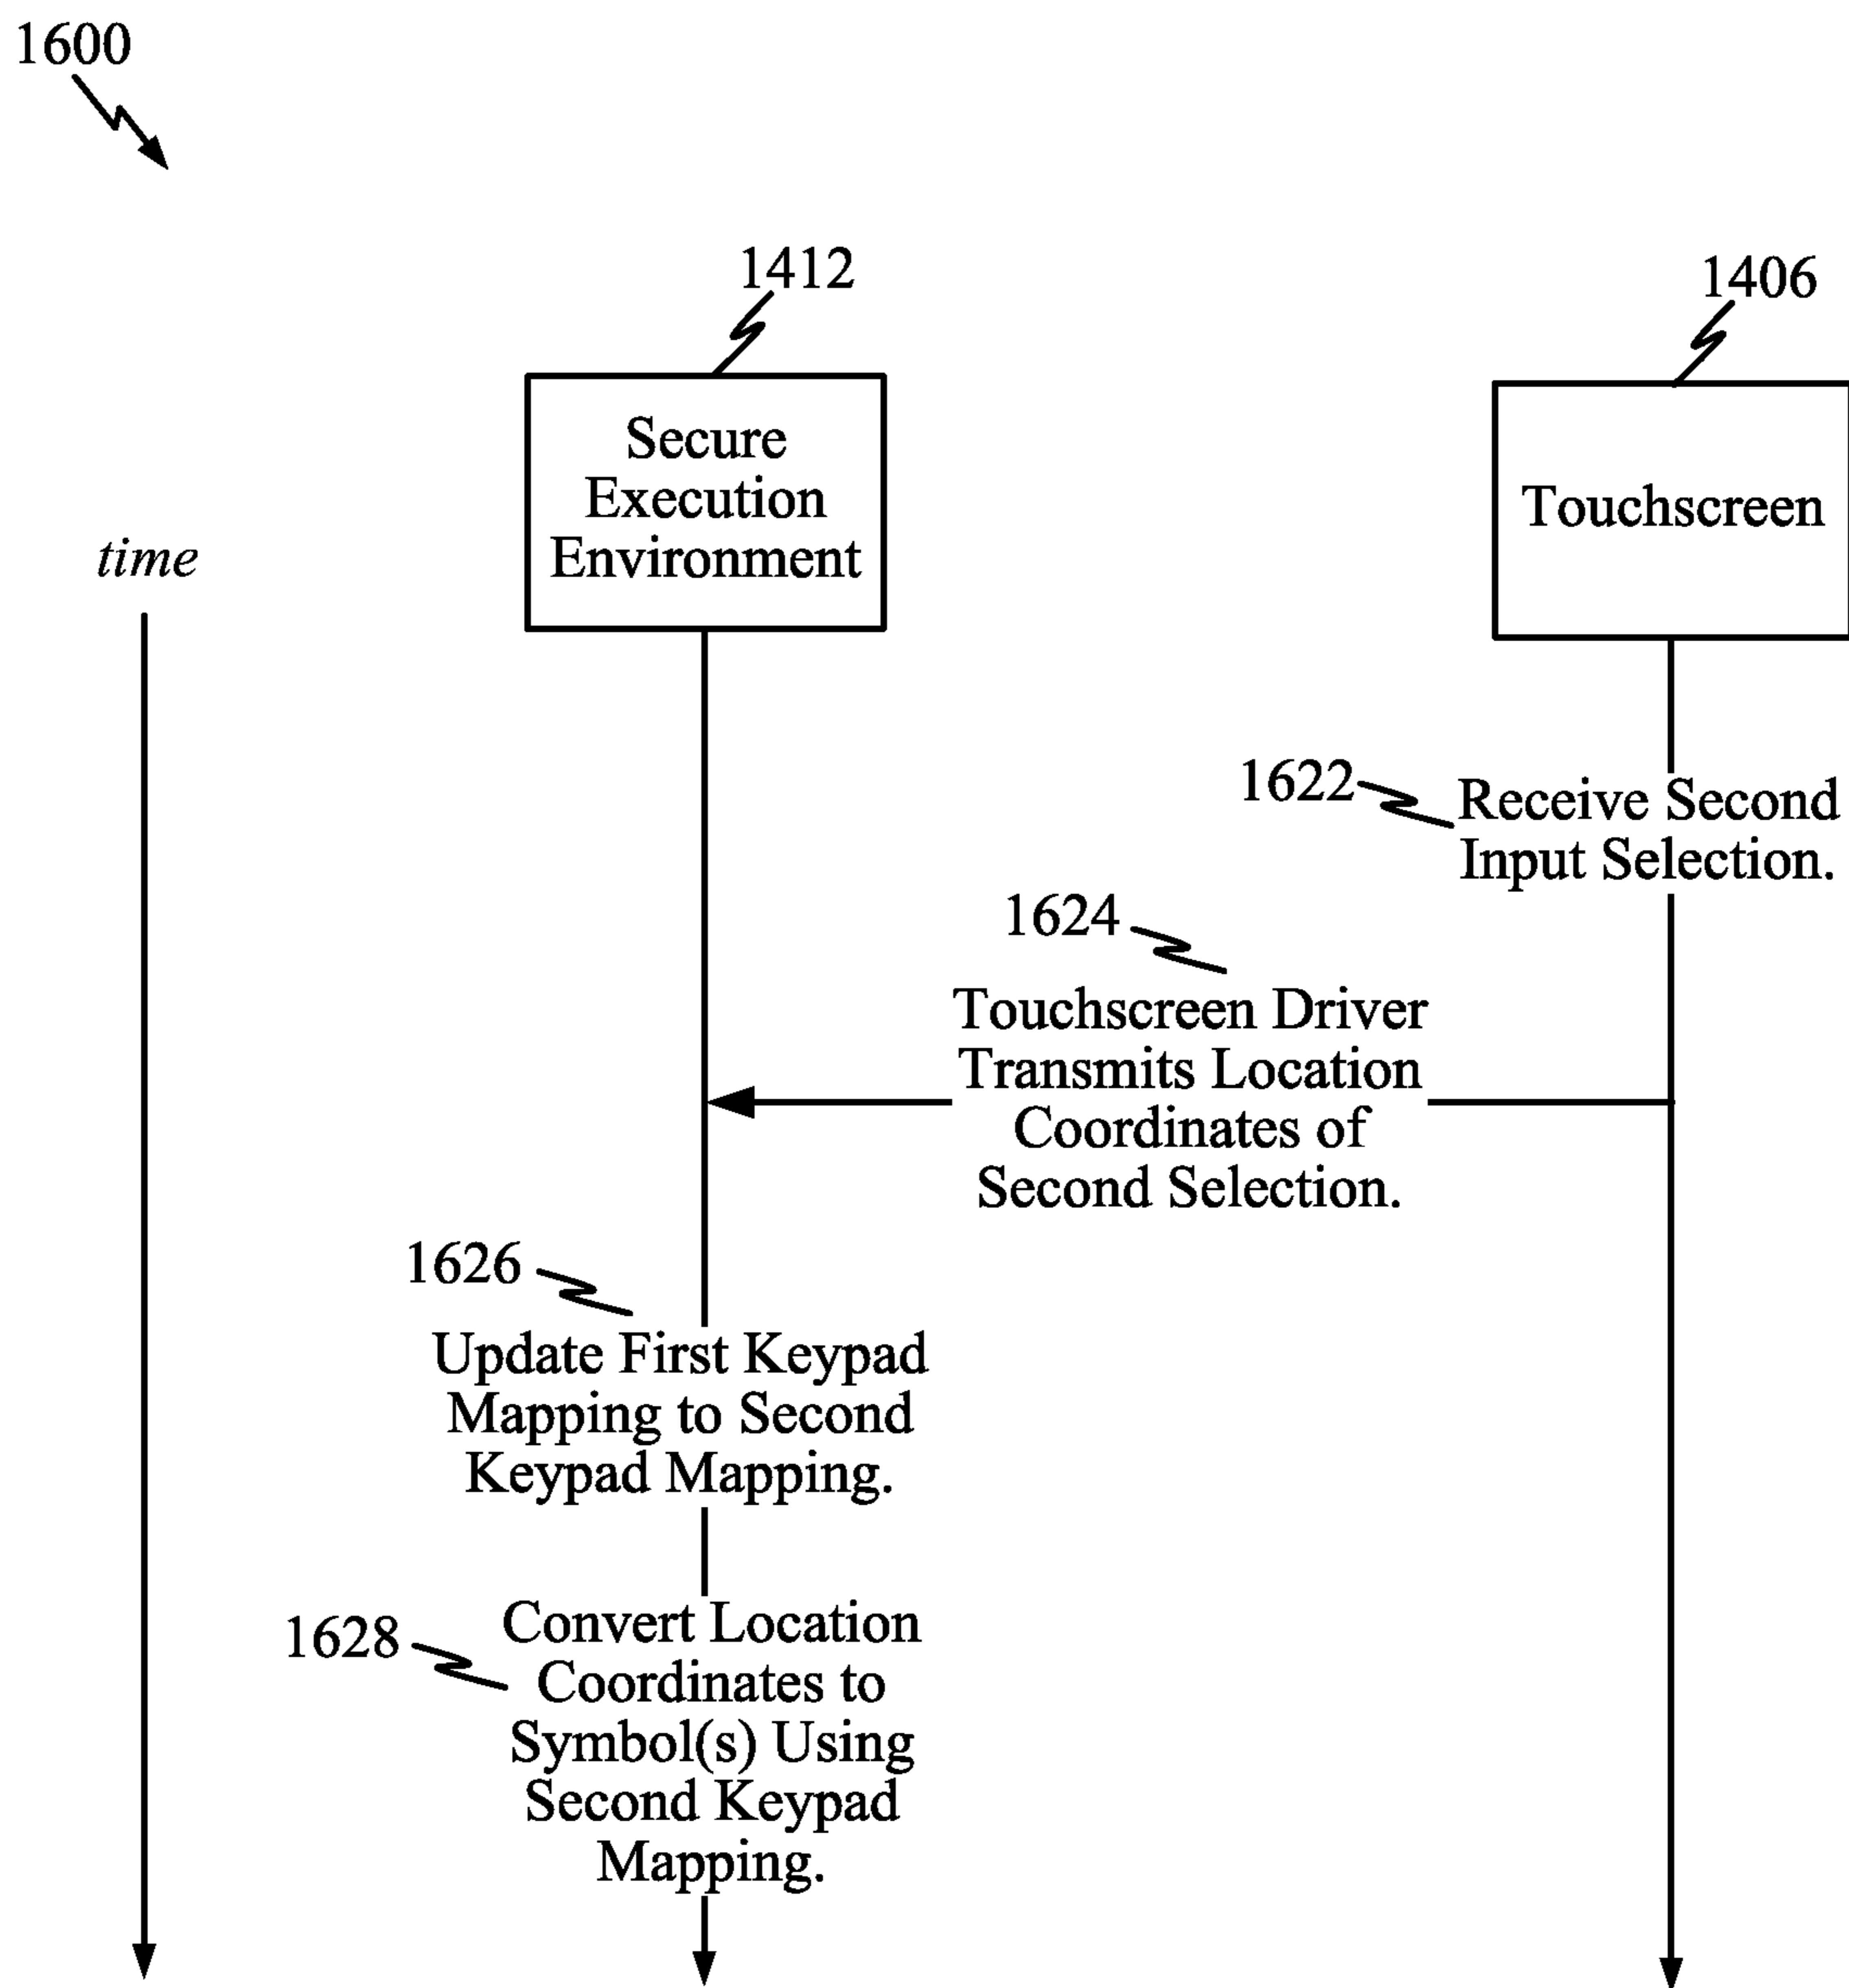 1600
1412
1406
Secure
Execution
Environment
Touchscreen
time
1622
Receive Second
Input Selection.
1624
Touchscreen Driver
Transmits Location
Coordinates of
Second Selection.
1626
Update First Keypad
Mapping to Second
Keypad Mapping.
1628
Convert Location
Coordinates to
Symbol(s) Using
Second Keypad
Mapping.